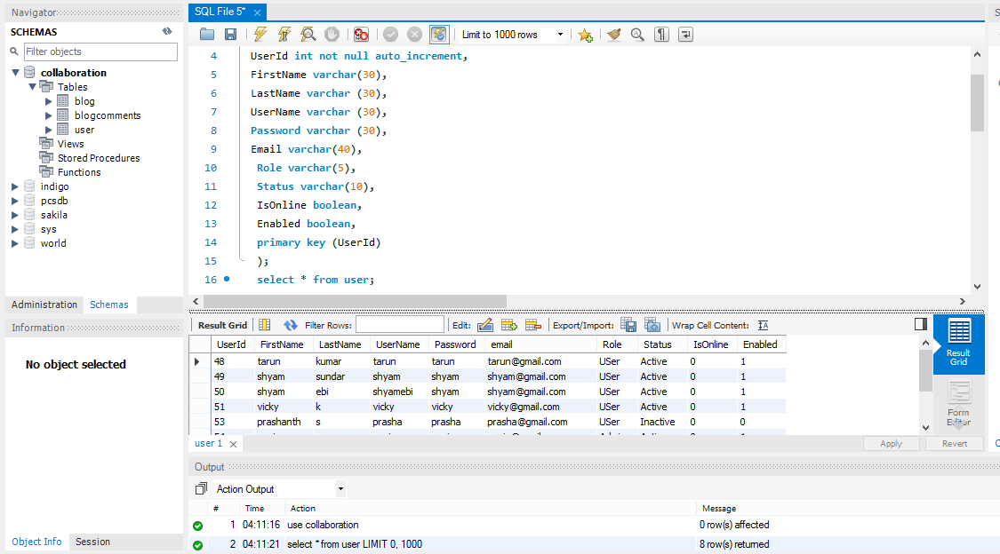 Navigator
SCHEMAS
Filter objects
collaboration
Tables
blog
blogcomments
user
Views
Stored Procedures
Functions
indigo
pcsdb
sakila
sys
world
Administration Schemas
Information
No object selected
Object Info Session
SQL File 5*
Limit to 1000 rows
4 UserId int not null auto_increment,
5 FirstName varchar(30),
6 LastName varchar (30),
7 UserName varchar (30),
8 Password varchar (30),
9 Email varchar(40),
10 Role varchar(5),
11 Status varchar(10),
12 IsOnline boolean,
13 Enabled boolean,
14 primary key (UserId)
15 );
16 select * from user;
Result Grid Filter Rows: Edit: Export/Import: Wrap Cell Content:
UserId FirstName LastName UserName Password email Role Status IsOnline Enabled
48 tarun kumar tarun tarun tarun@gmail.com USer Active 0 1
49 shyam sundar shyam shyam shyam@gmail.com USer Active 0 1
50 shyam ebi shyamebi shyam shyam@gmail.com USer Active 0 1
51 vicky k vicky vicky vicky@gmail.com USer Active 0 1
53 prashanth s prasha prasha prasha@gmail.com USer Inactive 0 0
Result
Grid
Form
Editor
user 1 Apply Revert
Output
Action Output
# Time Action Message
1 04:11:16 use collaboration 0 row(s) affected
2 04:11:21 select * from user LIMIT 0, 1000 8 row(s) returned